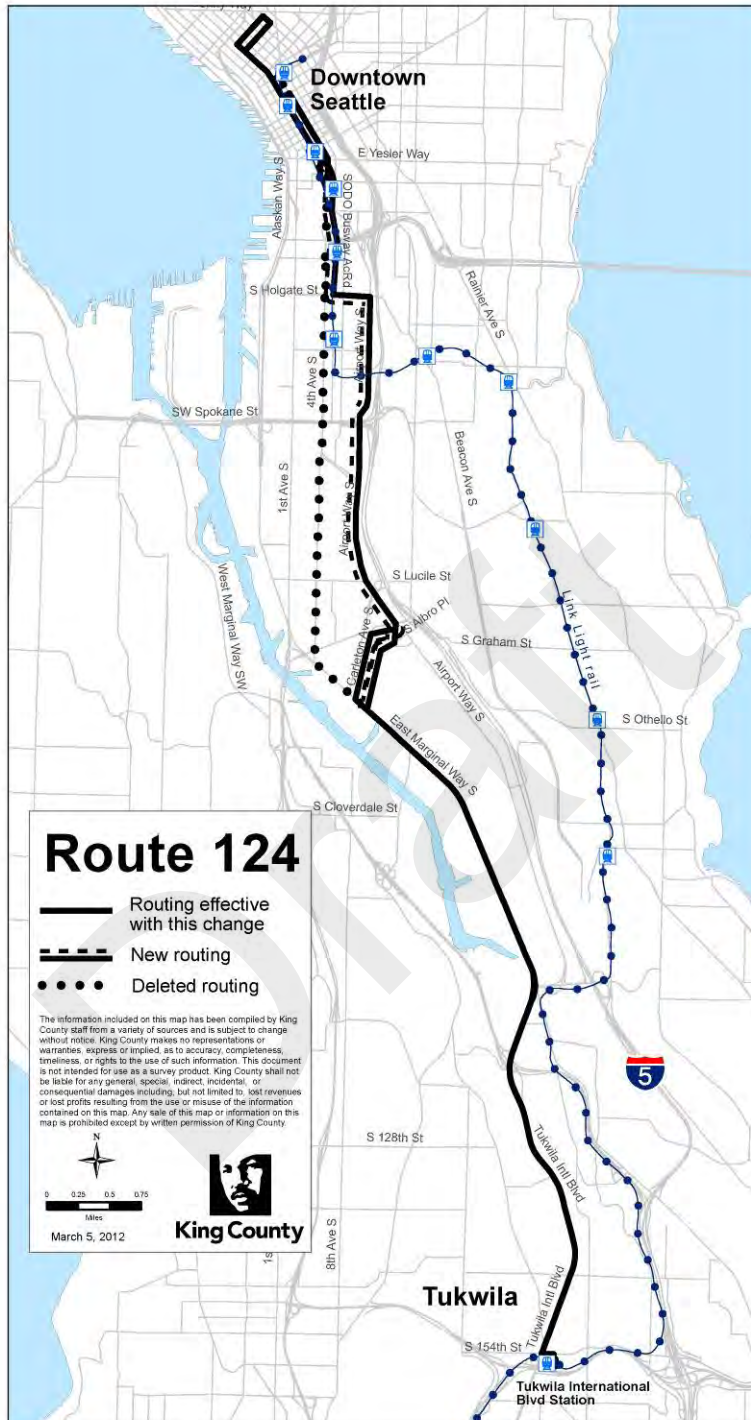 Downtown
Seattle
E Yesler Way
Alaskan Way S
SODO Busway AcRd
Rainier Ave S
S Holgate St
Airport Way S
4th Ave S
SW Spokane St
1st Ave S
Beacon Ave S
Airport Way S
S Lucile St
S Albro Pl
Carleton Ave S
S Graham St
West Marginal Way SW
Airport Way S
Link Light rail
S Othello St
East Marginal Way S
S Cloverdale St
Draft
Route 124
Routing effective
with this change
New routing
Deleted routing
The information included on this map has been compiled by King
County staff from a variety of sources and is subject to change
without notice. King County makes no representations or
warranties, express or implied, as to accuracy, completeness,
timeliness, or rights to the use of such information. This document
is not intended for use as a survey product. King County shall not
be liable for any general, special, indirect, incidental, or
consequential damages including, but not limited to, lost revenues
or lost profits resulting from the use or misuse of the information
contained on this map. Any sale of this map or information on this
map is prohibited except by written permission of King County.
N
0 0.25 0.5 0.75
Miles
March 5, 2012
King County
5
S 128th St
Tukwila Intl Blvd
8th Ave S
Tukwila
Tukwila Intl Blvd
S 154th St
Tukwila International
Blvd Station